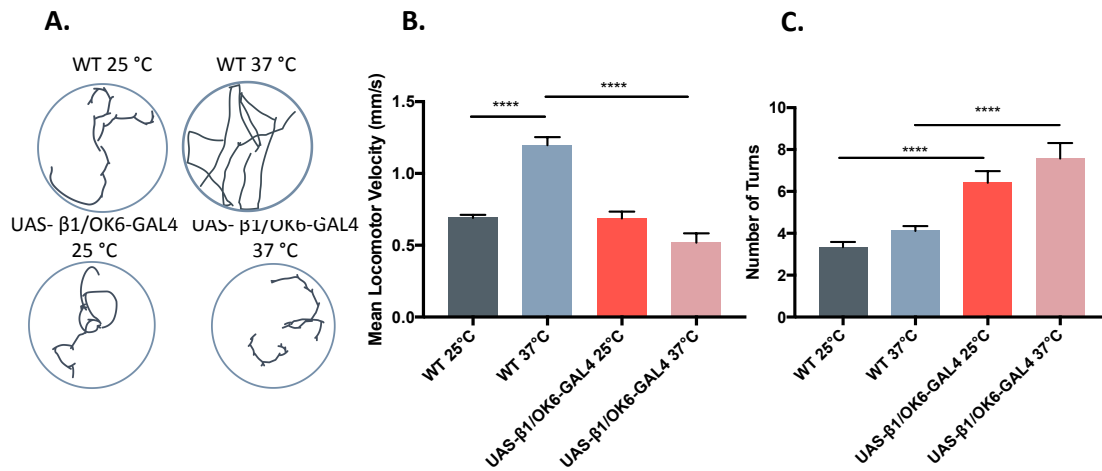 A.
WT 25 °C
WT 37 °C
UAS- β1/OK6-GAL4
25 °C
UAS- β1/OK6-GAL4
37 °C
B.
Mean Locomotor Velocity (mm/s)
1.5
1.0
0.5
0.0
****
****
WT 25°C
WT 37°C
UAS-β1/OK6-GAL4 25°C
UAS-β1/OK6-GAL4 37°C
C.
Number of Turns
10
8
6
4
2
0
****
****
WT 25°C
WT 37°C
UAS-β1/OK6-GAL4 25°C
UAS-β1/OK6-GAL4 37°C